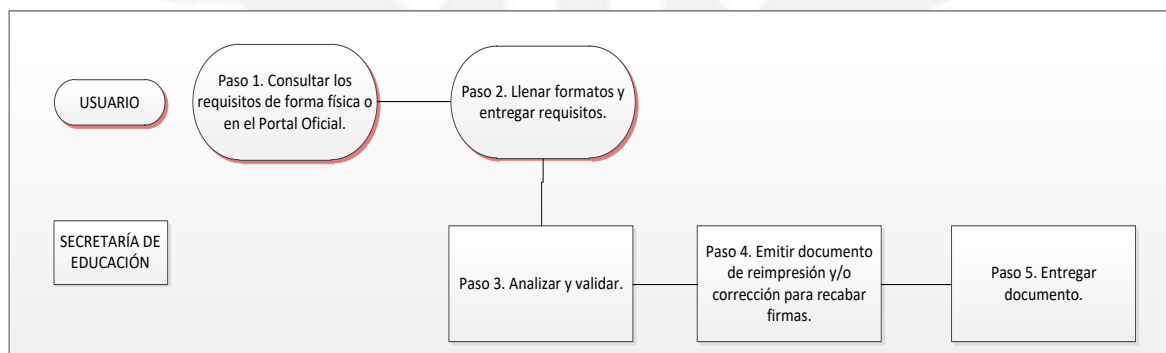 USUARIO
Paso 1. Consultar los
requisitos de forma física o
en el Portal Oficial.
Paso 2. Llenar formatos y
entregar requisitos.
SECRETARÍA DE
EDUCACIÓN
Paso 3. Analizar y validar.
Paso 4. Emitir documento
de reimpresión y/o
corrección para recabar
firmas.
Paso 5. Entregar
documento.